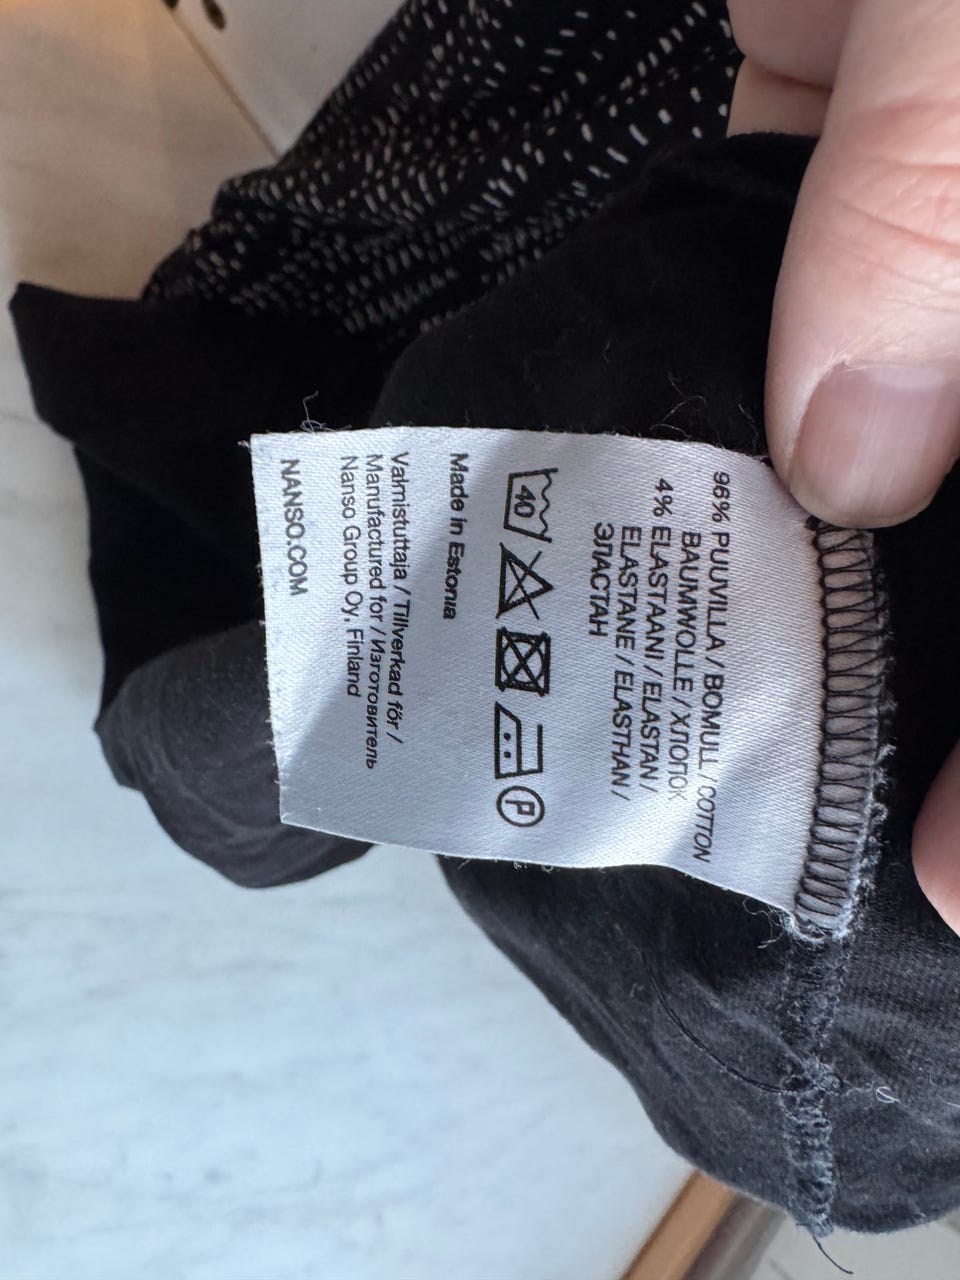 96% PUUVILLA / BOMULL / COTTON
BAUMWOLLE / ХЛОПОК
4% ELASTAANI / ELASTAN /
ELASTANE / ELASTHAN /
ЭЛАСТАН
40
P
Made in Estonia
Valmistuttaja / Tillverkad för /
Manufactured for / Изготовитель
Nanso Group Oy, Finland
NANSO.COM